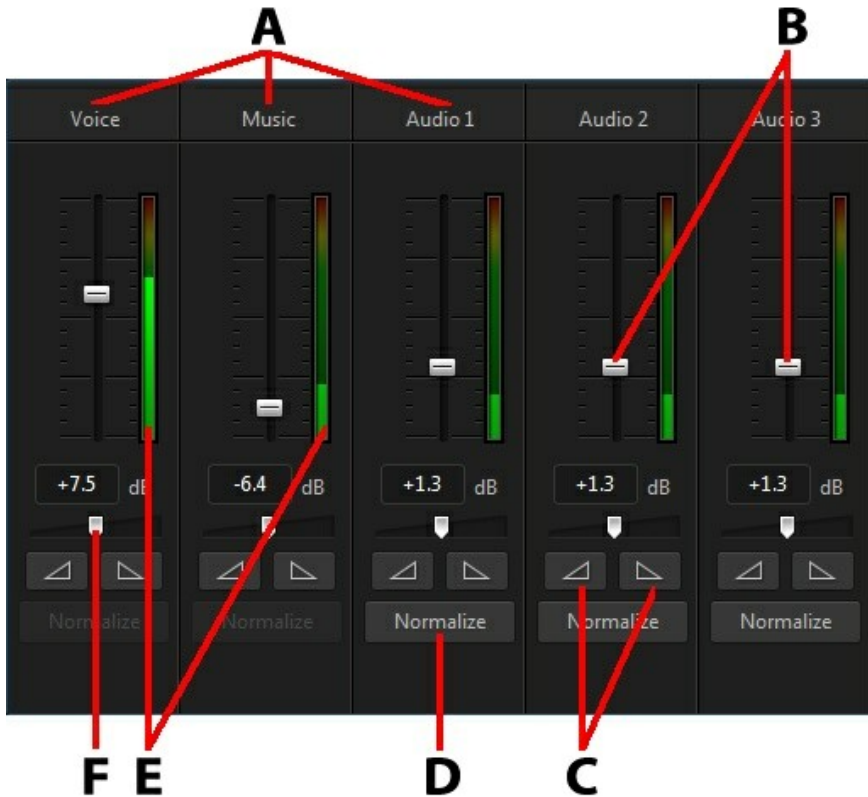 A B
Voice Music Audio 1 Audio 2 Audio 3
+7.5 dB -6.4 dB +1.3 dB +1.3 dB +1.3 dB
Normalize Normalize Normalize Normalize Normalize
F E D C